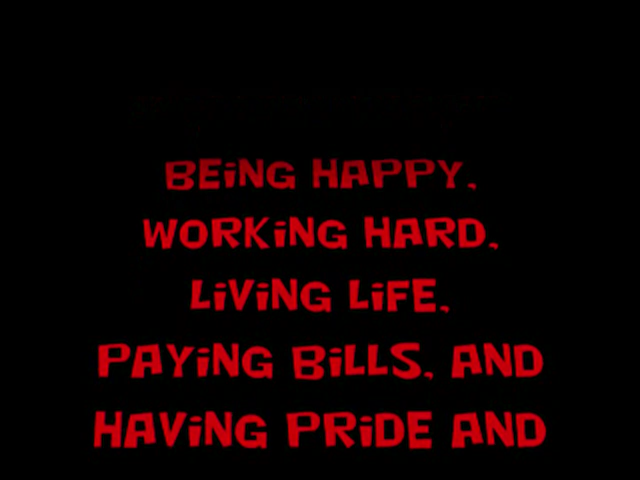 BEiNG HAPPY,
WORKiNG HARD,
LiViNG LiFE,
PAYiNG BiLLS, AND
HAViNG PRiDE AND